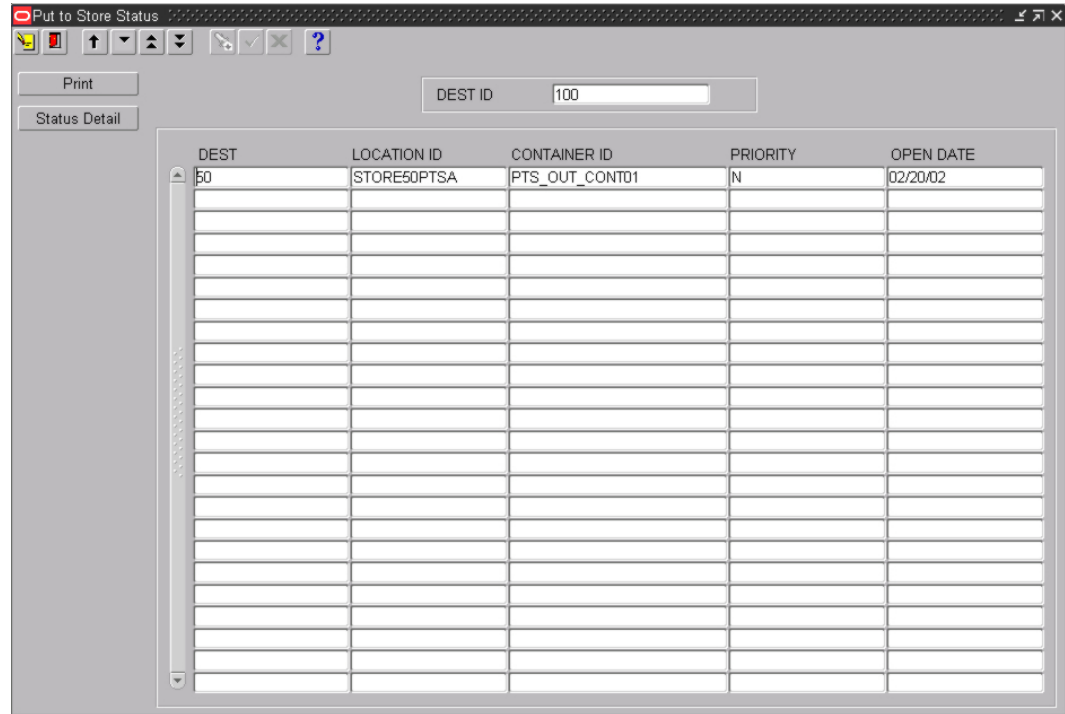 Put to Store Status
?
Print
DEST ID 100
Status Detail
DEST LOCATION ID CONTAINER ID PRIORITY OPEN DATE
50 STORE50PTSA PTS_OUT_CONT01 N 02/20/02